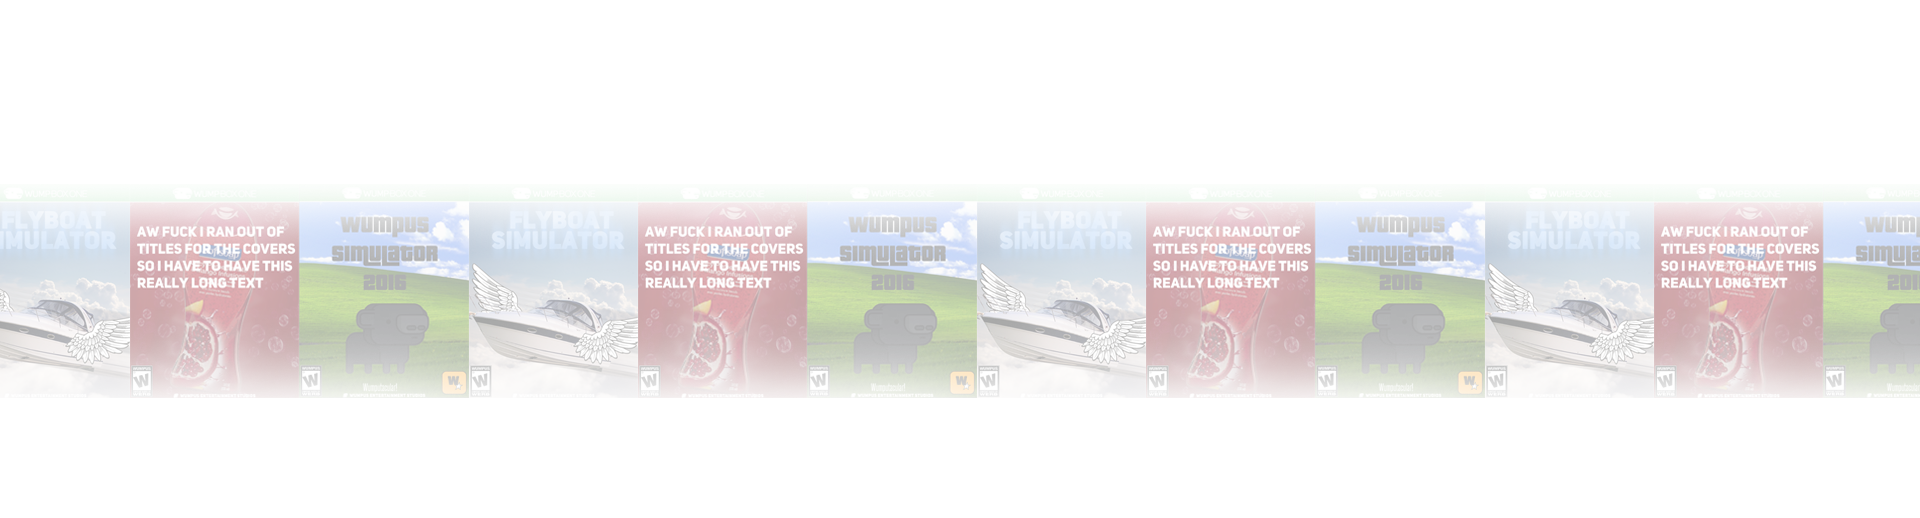 FLYBOAT
IMULATOR
AW FUCK I RAN OUT OF
TITLES FOR THE COVERS
SO I HAVE TO HAVE THIS
REALLY LONG TEXT
W
wumpus
simulator
2016
W
W
FLYBOAT
SIMULATOR
W
AW FUCK I RAN OUT OF
TITLES FOR THE COVERS
SO I HAVE TO HAVE THIS
REALLY LONG TEXT
W
wumpus
simulator
2016
W
W
FLYBOAT
SIMULATOR
W
AW FUCK I RAN OUT OF
TITLES FOR THE COVERS
SO I HAVE TO HAVE THIS
REALLY LONG TEXT
W
wumpus
simulator
2016
W
W
FLYBOAT
SIMULATOR
W
AW FUCK I RAN OUT OF
TITLES FOR THE COVERS
SO I HAVE TO HAVE THIS
REALLY LONG TEXT
W
W